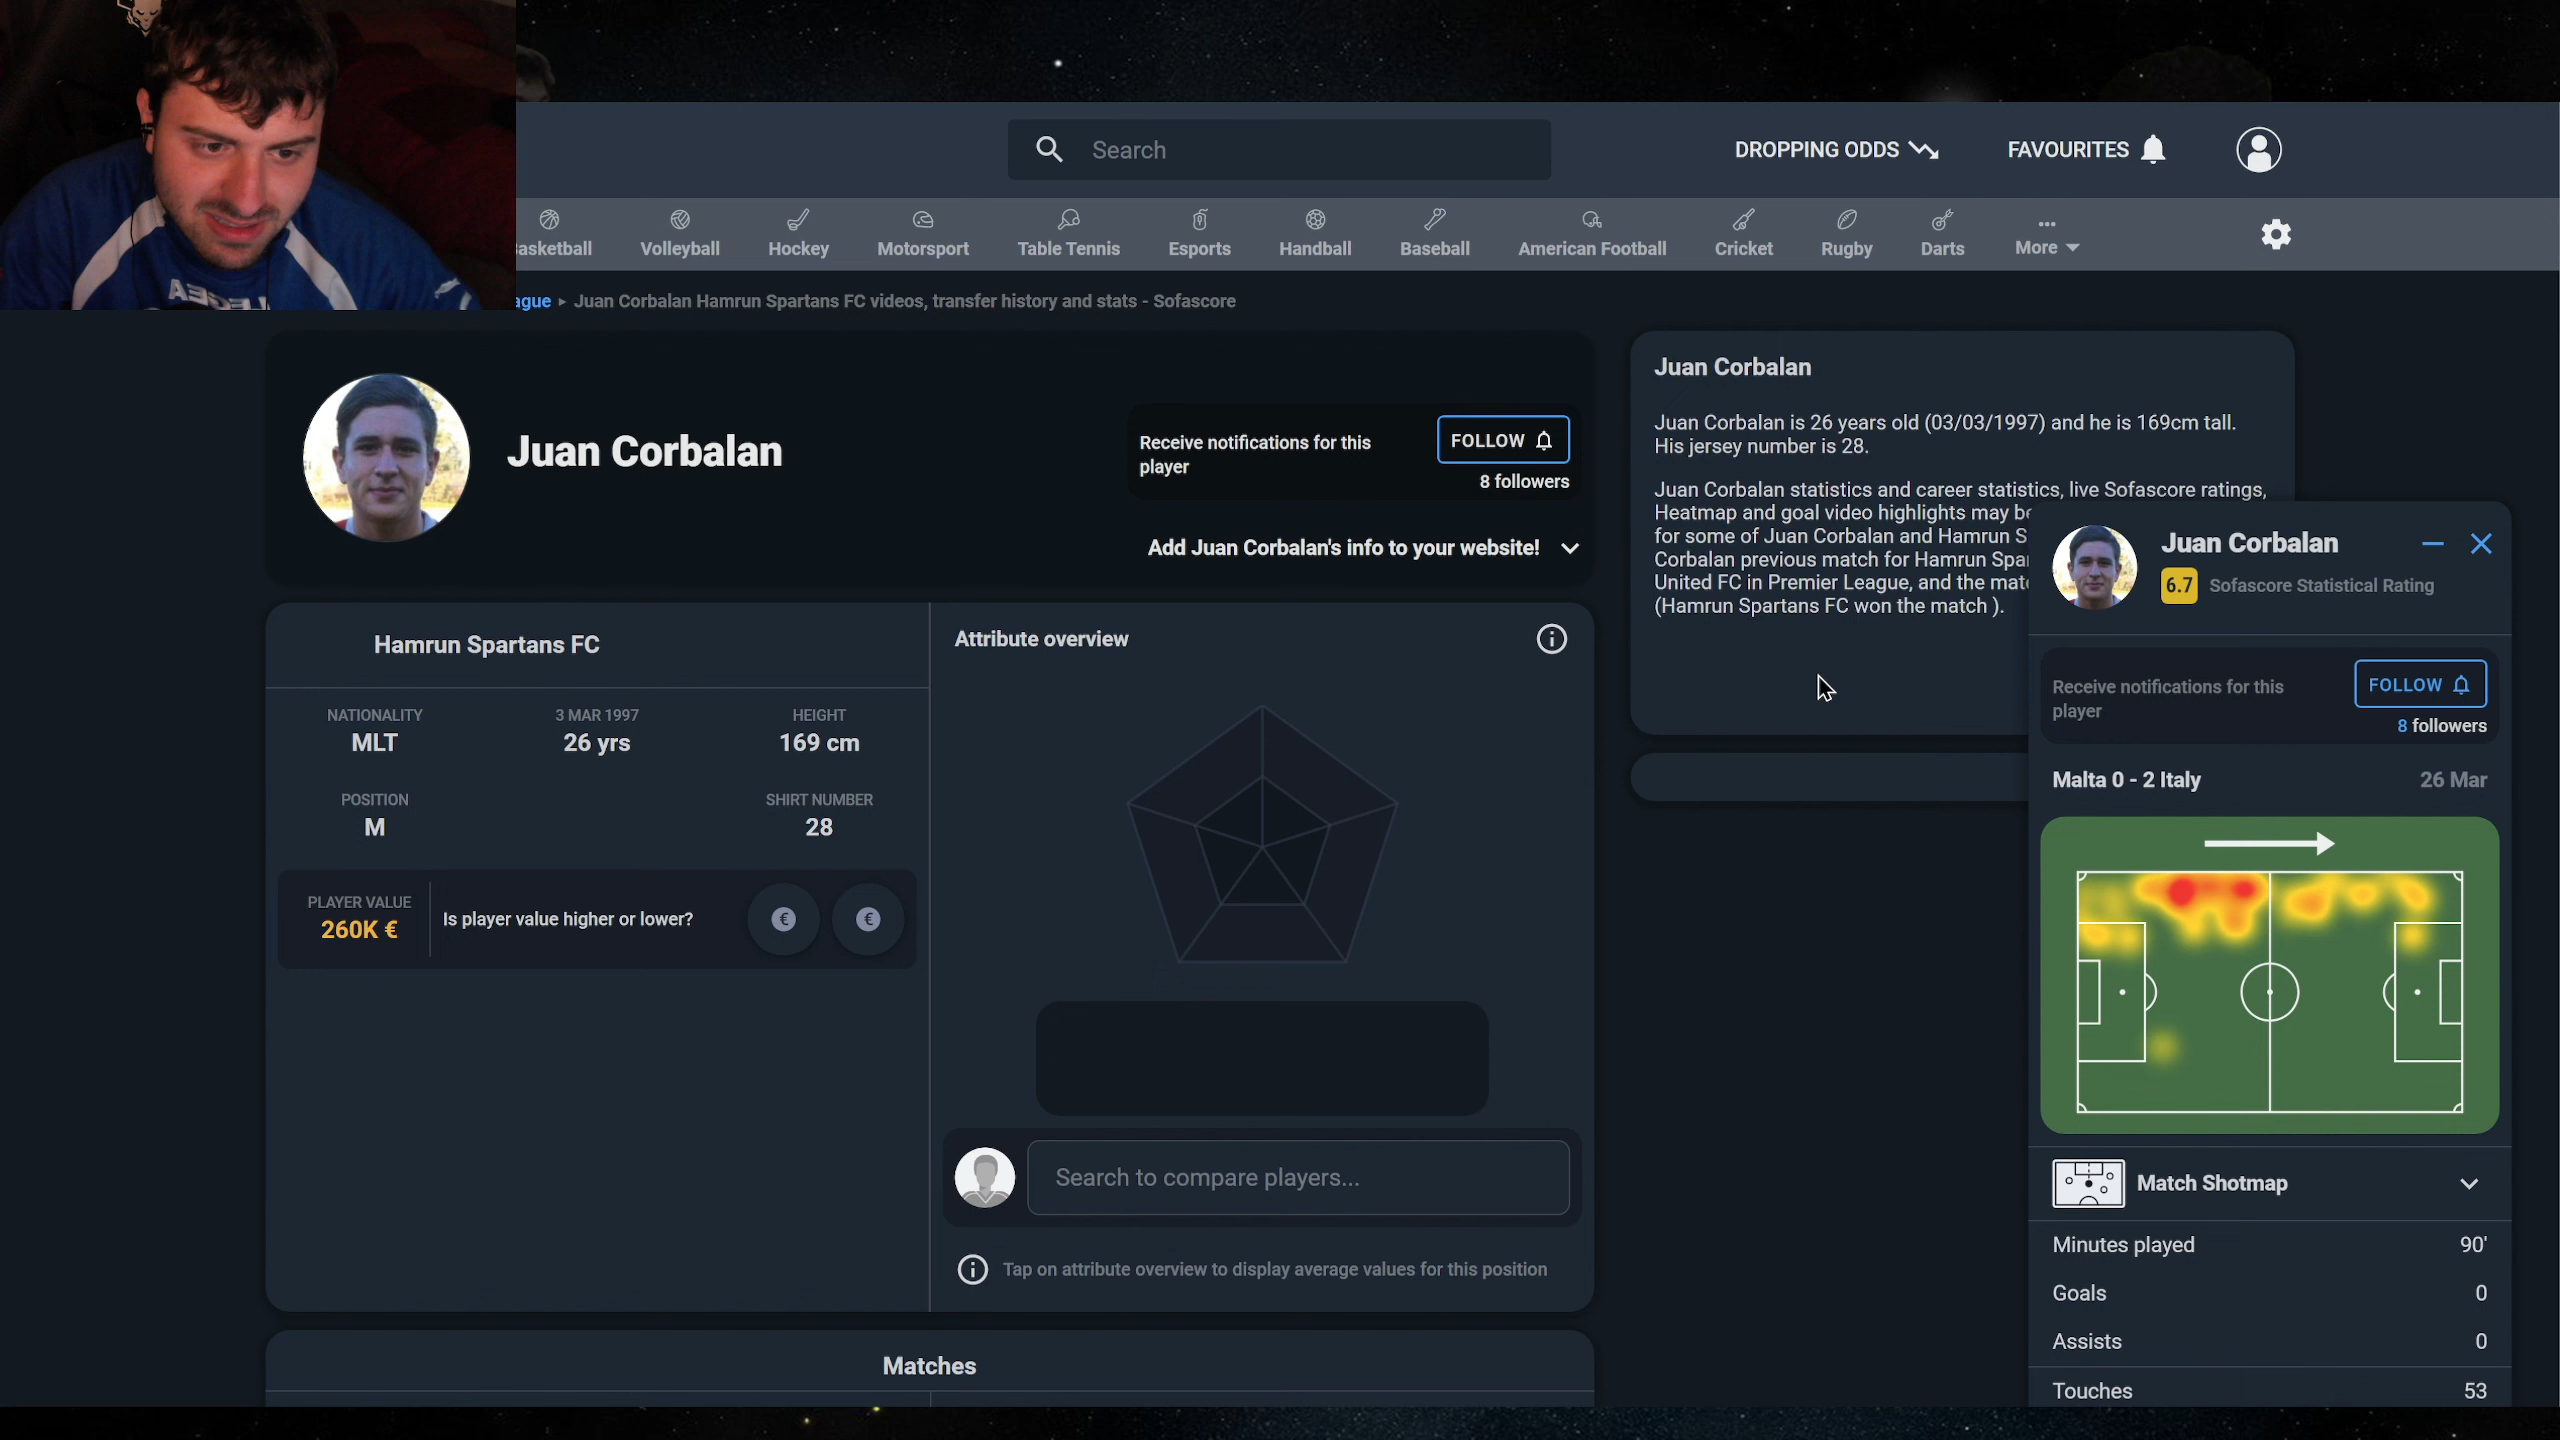 Search
DROPPING ODDS
FAVOURITES
asketball
Volleyball
Hockey
Motorsport
Table Tennis
Esports
Handball
Baseball
American Football
Cricket
Rugby
Darts
More
ague ▸ Juan Corbalan Hamrun Spartans FC videos, transfer history and stats - Sofascore
Juan Corbalan
Receive notifications for this
player
FOLLOW
8 followers
Add Juan Corbalan's info to your website!
Hamrun Spartans FC
NATIONALITY
MLT
3 MAR 1997
26 yrs
HEIGHT
169 cm
POSITION
M
SHIRT NUMBER
28
PLAYER VALUE
260K €
Is player value higher or lower?
€
€
Attribute overview
Search to compare players...
Tap on attribute overview to display average values for this position
Matches
Juan Corbalan
Juan Corbalan is 26 years old (03/03/1997) and he is 169cm tall.
His jersey number is 28.
Juan Corbalan statistics and career statistics, live Sofascore ratings,
Heatmap and goal video highlights may be
for some of Juan Corbalan and Hamrun S
Corbalan previous match for Hamrun Spar
United FC in Premier League, and the matc
(Hamrun Spartans FC won the match ).
Juan Corbalan
6.7 Sofascore Statistical Rating
Receive notifications for this
player
FOLLOW
8 followers
Malta 0 - 2 Italy
26 Mar
Match Shotmap
Minutes played 90'
Goals 0
Assists 0
Touches 53